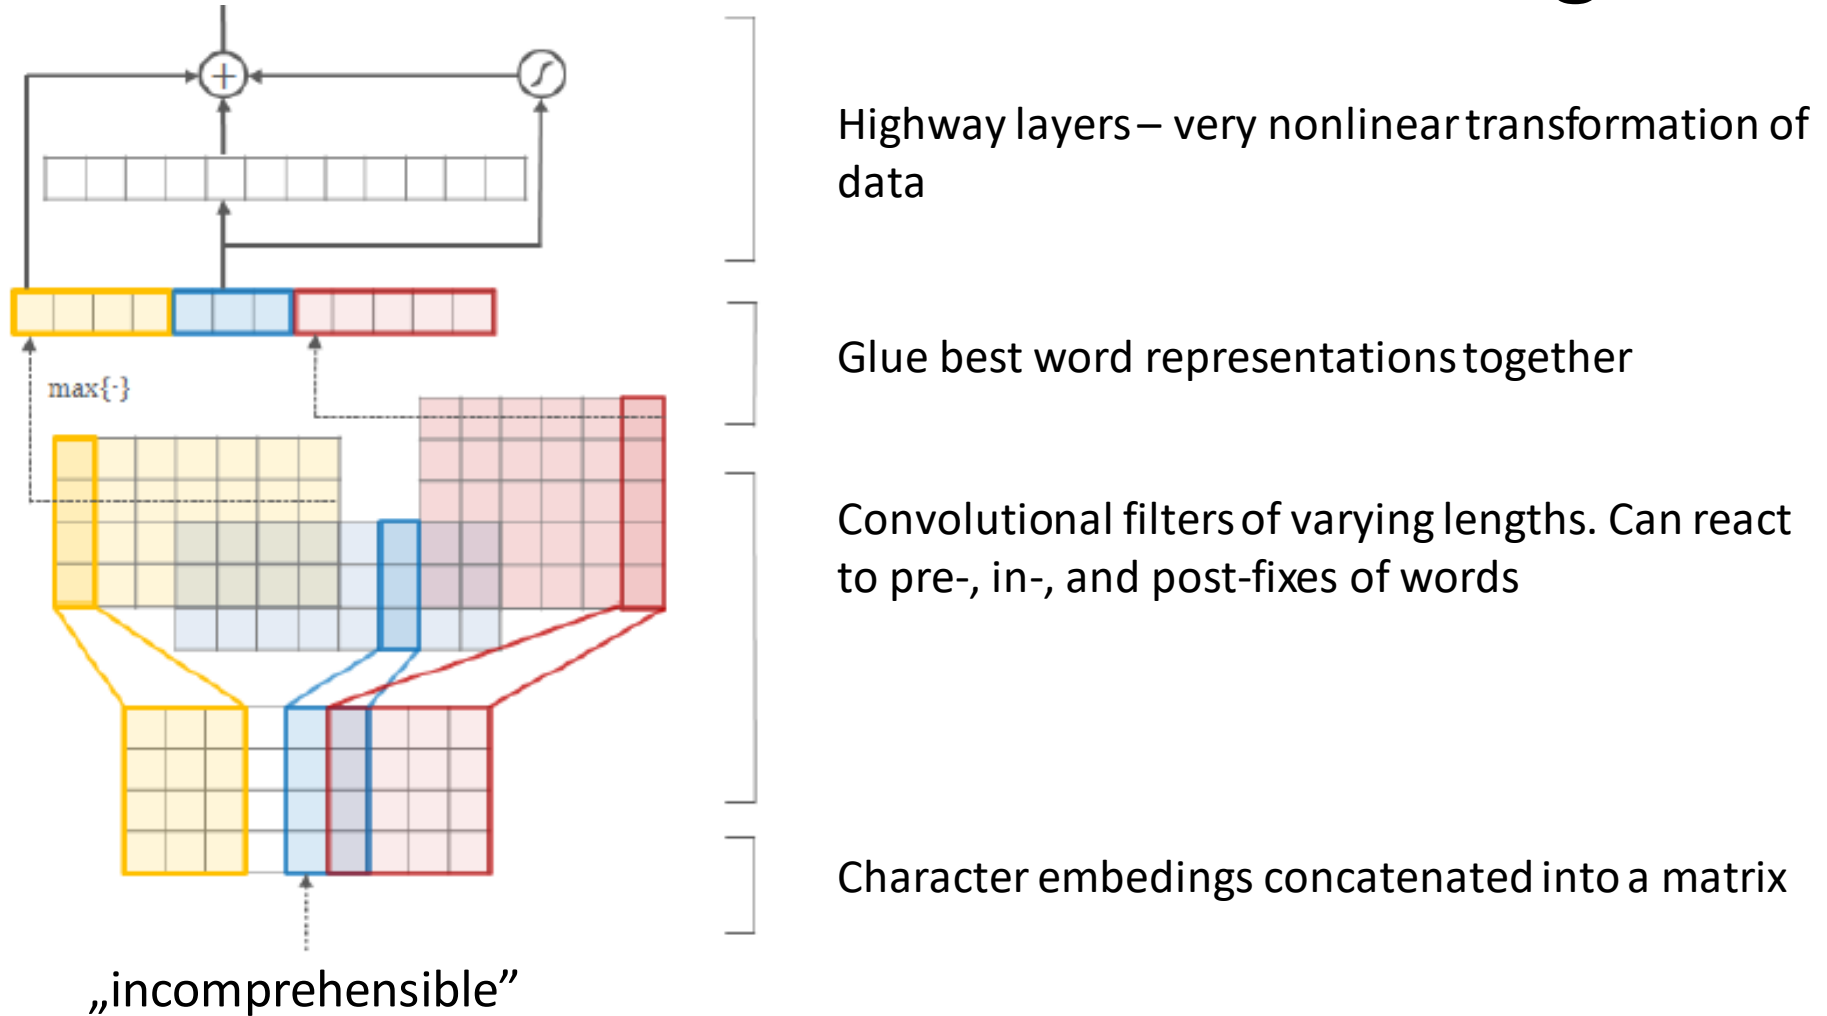 Highway layers – very nonlinear transformation of
data
Glue best word representations together
max{·}
Convolutional filters of varying lengths. Can react
to pre-, in-, and post-fixes of words
Character embedings concatenated into a matrix
„incomprehensible”